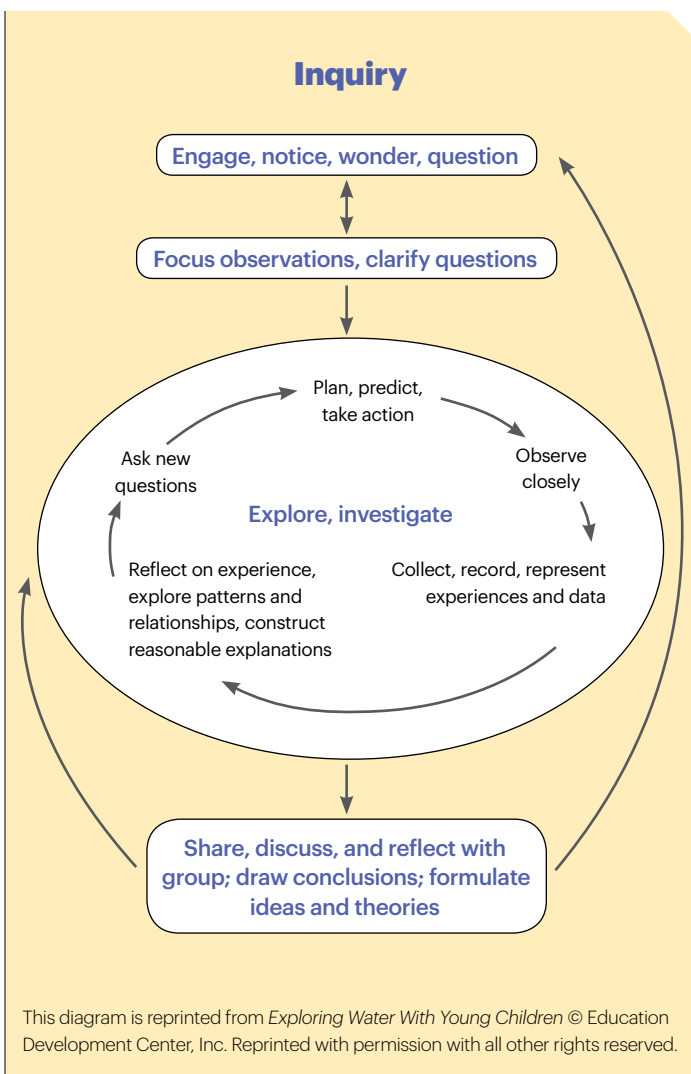 Inquiry
Engage, notice, wonder, question
Focus observations, clarify questions
Plan, predict,
take action
Observe
closely
Collect, record, represent
experiences and data
Reflect on experience,
explore patterns and
relationships, construct
reasonable explanations
Ask new
questions
Explore, investigate
Share, discuss, and reflect with
group; draw conclusions; formulate
ideas and theories
This diagram is reprinted from Exploring Water With Young Children © Education
Development Center, Inc. Reprinted with permission with all other rights reserved.